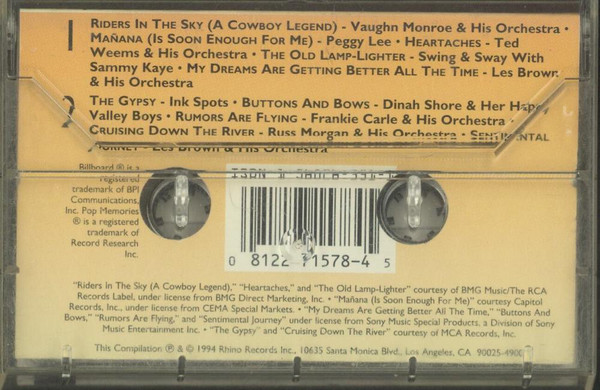 1 RIDERS IN THE SKY (A COWBOY LEGEND) - Vaughn Monroe & His Orchestra •
MAÑANA (IS SOON ENOUGH FOR ME) - Peggy Lee • HEARTACHES - Ted
Weems & His Orchestra • THE OLD LAMP-LIGHTER - Swing & Sway With
Sammy Kaye • MY DREAMS ARE GETTING BETTER ALL THE TIME - Les Brown
& His Orchestra
2 THE GYPSY - Ink Spots • BUTTONS AND BOWS - Dinah Shore & Her Happy
Valley Boys • RUMORS ARE FLYING - Frankie Carle & His Orchestra •
CRUISING DOWN THE RIVER - Russ Morgan & His Orchestra • SENTIMENTAL
JOURNEY - Les Brown & His Orchestra
Billboard ® is a
registered
trademark of BPI
Communications,
Inc. Pop Memories
® is a registered
trademark of
Record Research
Inc.
ISBN
0 8122 71578-4 5
"Riders In The Sky (A Cowboy Legend)," "Heartaches," and "The Old Lamp-Lighter" courtesy of BMG Music/The RCA
Records Label, under license from BMG Direct Marketing, Inc. • "Mañana (Is Soon Enough For Me)" courtesy Capitol
Records, Inc., under license from CEMA Special Markets. • "My Dreams Are Getting Better All The Time," "Buttons And
Bows," "Rumors Are Flying," and "Sentimental Journey" under license from Sony Music Special Products, a Division of Sony
Music Entertainment Inc. • "The Gypsy" and "Cruising Down The River" courtesy of MCA Records, Inc.
This Compilation ℗ & © 1994 Rhino Records Inc., 10635 Santa Monica Blvd., Los Angeles, CA 90025-4900